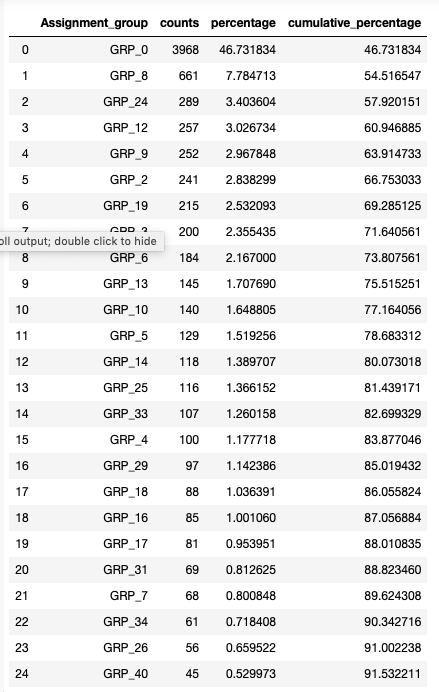 Assignment_group counts percentage cumulative_percentage
0 GRP_0 3968 46.731834 46.731834
1 GRP_8 661 7.784713 54.516547
2 GRP_24 289 3.403604 57.920151
3 GRP_12 257 3.026734 60.946885
4 GRP_9 252 2.967848 63.914733
5 GRP_2 241 2.838299 66.753033
6 GRP_19 215 2.532093 69.285125
7 GRP_3 200 2.355435 71.640561
oll output; double click to hide
8 GRP_6 184 2.167000 73.807561
9 GRP_13 145 1.707690 75.515251
10 GRP_10 140 1.648805 77.164056
11 GRP_5 129 1.519256 78.683312
12 GRP_14 118 1.389707 80.073018
13 GRP_25 116 1.366152 81.439171
14 GRP_33 107 1.260158 82.699329
15 GRP_4 100 1.177718 83.877046
16 GRP_29 97 1.142386 85.019432
17 GRP_18 88 1.036391 86.055824
18 GRP_16 85 1.001060 87.056884
19 GRP_17 81 0.953951 88.010835
20 GRP_31 69 0.812625 88.823460
21 GRP_7 68 0.800848 89.624308
22 GRP_34 61 0.718408 90.342716
23 GRP_26 56 0.659522 91.002238
24 GRP_40 45 0.529973 91.532211